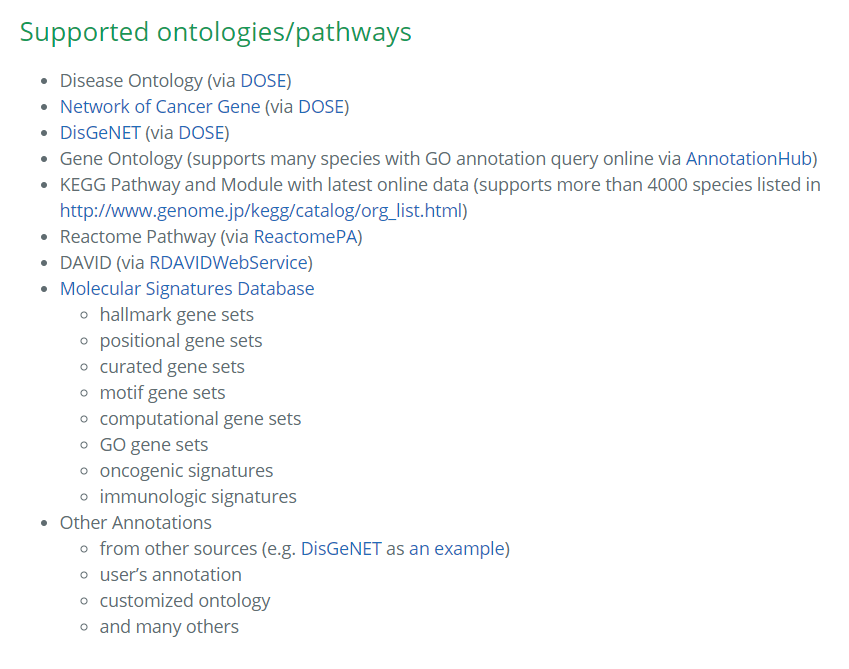 Supported ontologies/pathways
Disease Ontology (via DOSE)
Network of Cancer Gene (via DOSE)
DisGeNET (via DOSE)
Gene Ontology (supports many species with GO annotation query online via AnnotationHub)
KEGG Pathway and Module with latest online data (supports more than 4000 species listed in
http://www.genome.jp/kegg/catalog/org_list.html)
Reactome Pathway (via ReactomePA)
DAVID (via RDAVIDWebService)
Molecular Signatures Database
hallmark gene sets
positional gene sets
curated gene sets
motif gene sets
computational gene sets
GO gene sets
oncogenic signatures
immunologic signatures
Other Annotations
from other sources (e.g. DisGeNET as an example)
user’s annotation
customized ontology
and many others